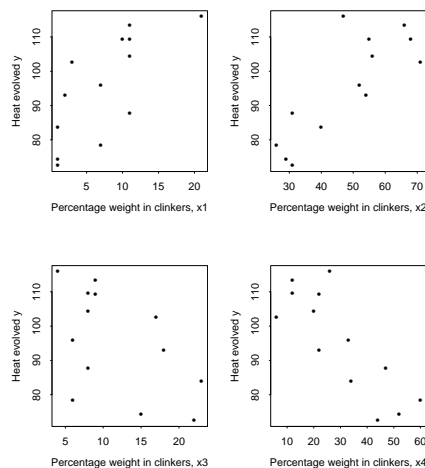 Heat evolved y
80 90 100 110
5 10 15 20
Percentage weight in clinkers, x1
Heat evolved y
80 90 100 110
30 40 50 60 70
Percentage weight in clinkers, x2
Heat evolved y
80 90 100 110
5 10 15 20
Percentage weight in clinkers, x3
Heat evolved y
80 90 100 110
10 20 30 40 50 60
Percentage weight in clinkers, x4